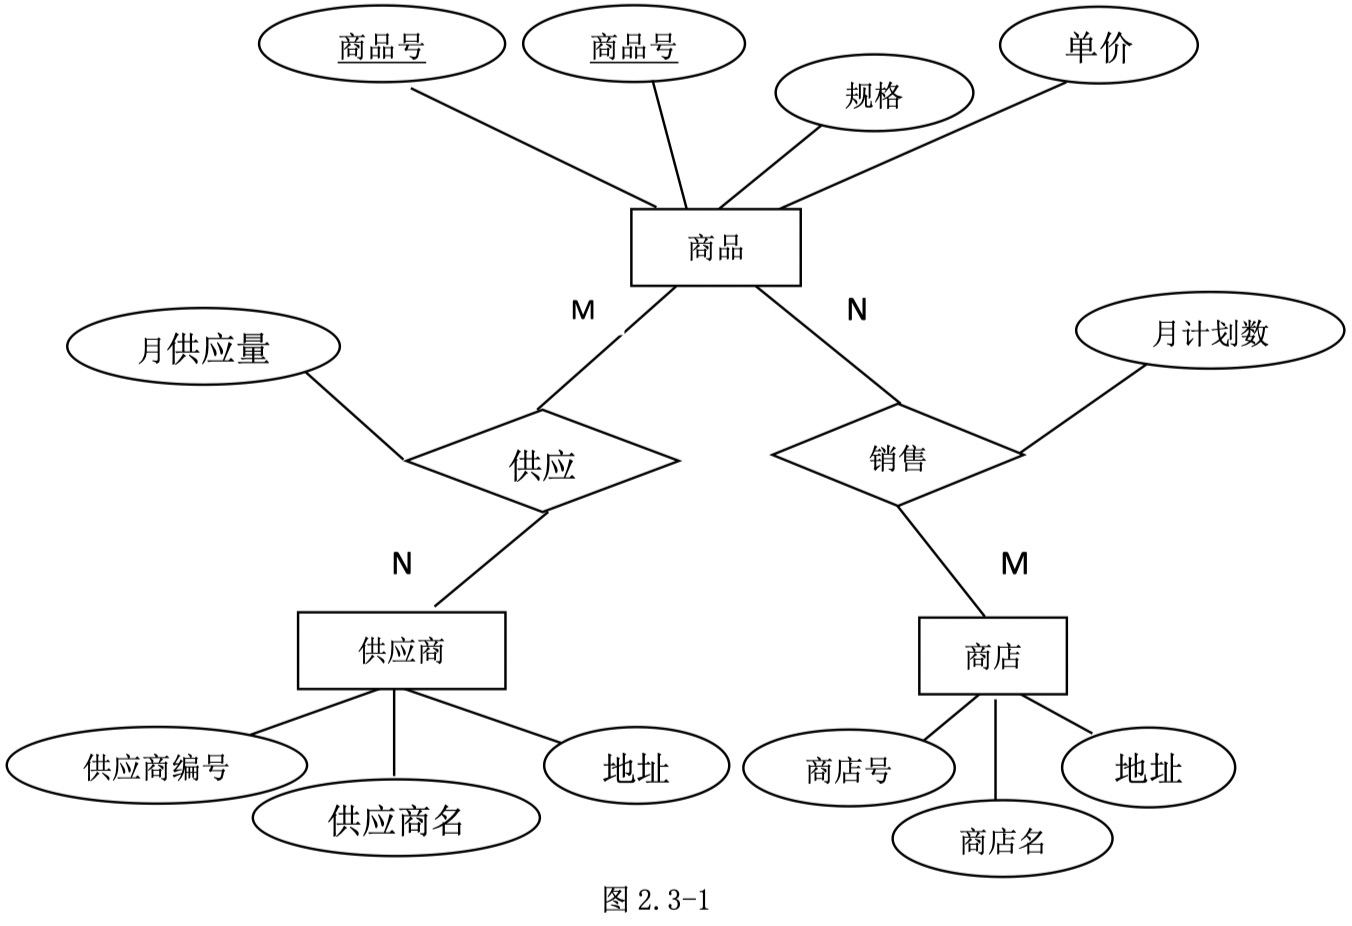 商品号
商品号
规格
单价
商品
M
N
月供应量
月计划数
供应
销售
N
M
供应商
商店
供应商编号
供应商名
地址
商店号
商店名
地址
图 2.3-1